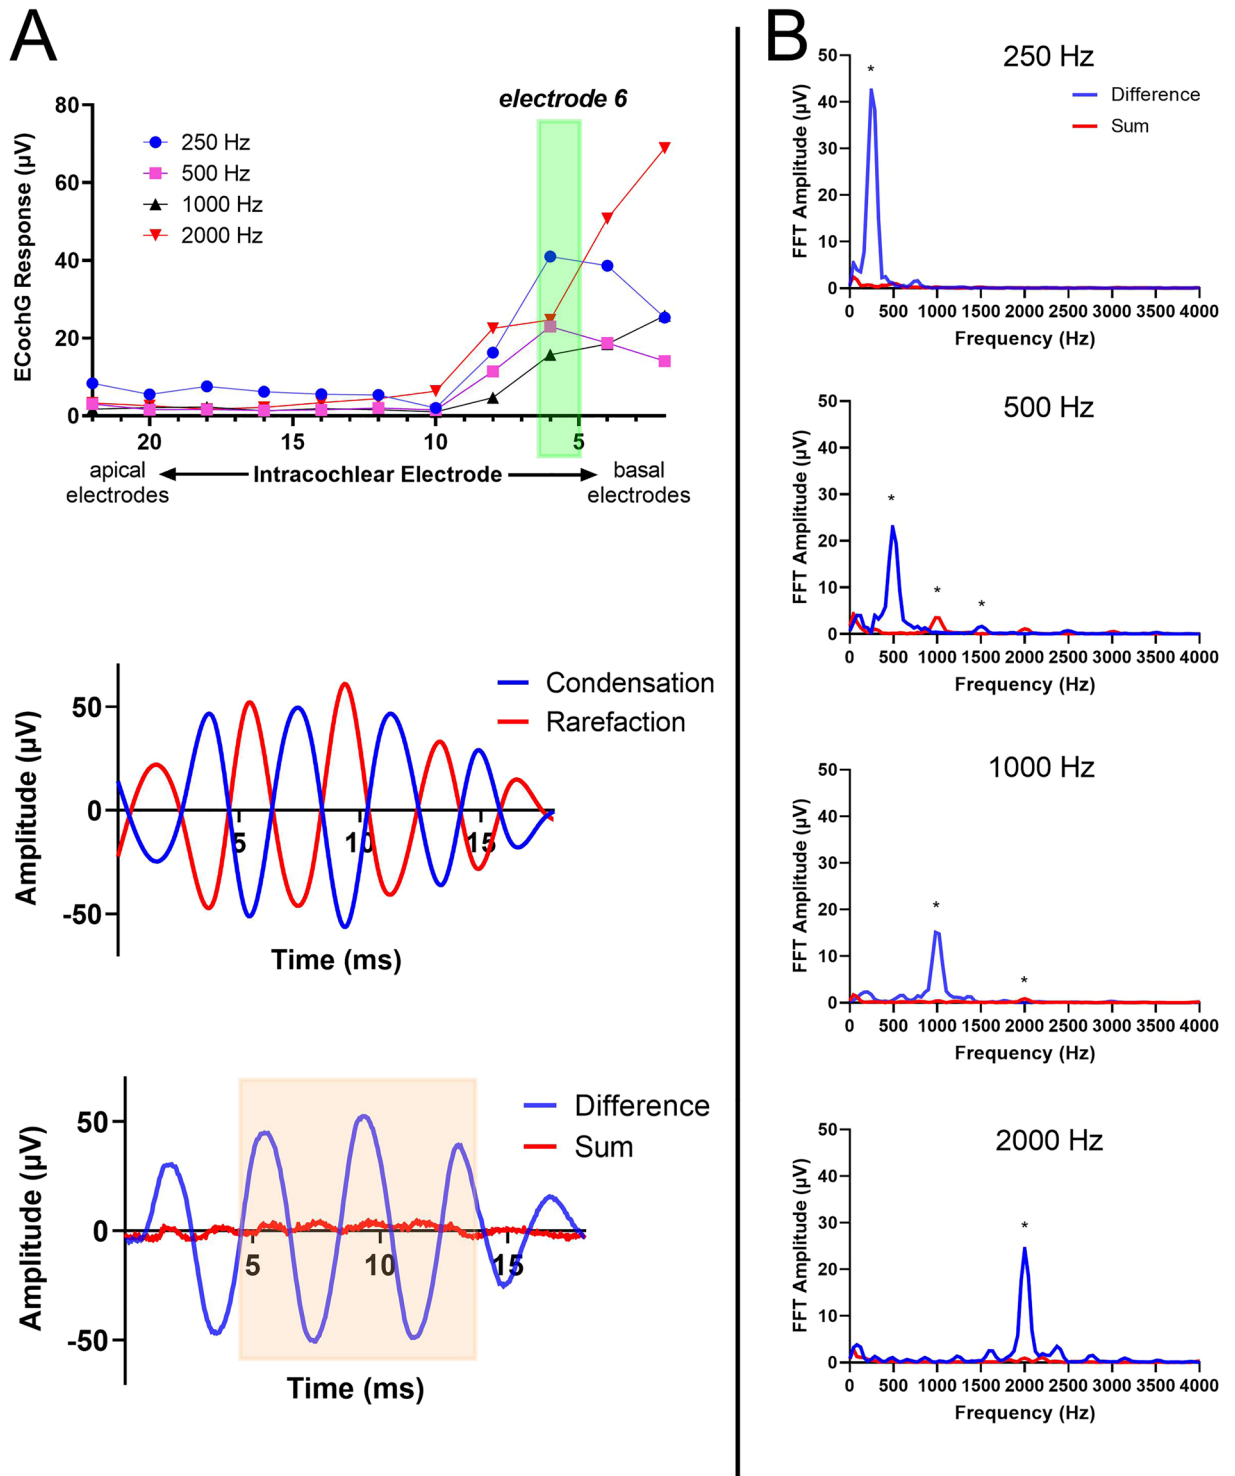 A
electrode 6
80
60
40
20
0
ECochG Response (µV)
250 Hz
500 Hz
1000 Hz
2000 Hz
20 15 10 5
apical electrodes
Intracochlear Electrode
basal electrodes
Condensation
Rarefaction
50
0
-50
Amplitude (µV)
5 10 15
Time (ms)
Difference
Sum
50
0
-50
Amplitude (µV)
5 10 15
Time (ms)
B
250 Hz
Difference
Sum
50
40
30
20
10
0
FFT Amplitude (µV)
*
0 500 1000 1500 2000 2500 3000 3500 4000
Frequency (Hz)
500 Hz
50
40
30
20
10
0
FFT Amplitude (µV)
* * *
0 500 1000 1500 2000 2500 3000 3500 4000
Frequency (Hz)
1000 Hz
50
40
30
20
10
0
FFT Amplitude (µV)
* *
0 500 1000 1500 2000 2500 3000 3500 4000
Frequency (Hz)
2000 Hz
50
40
30
20
10
0
FFT Amplitude (µV)
*
0 500 1000 1500 2000 2500 3000 3500 4000
Frequency (Hz)